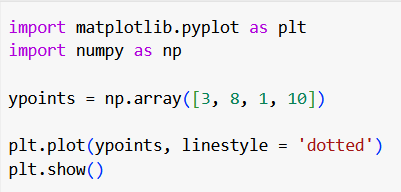 import matplotlib.pyplot as plt
import numpy as np
ypoints = np.array([3, 8, 1, 10])
plt.plot(ypoints, linestyle = 'dotted')
plt.show()